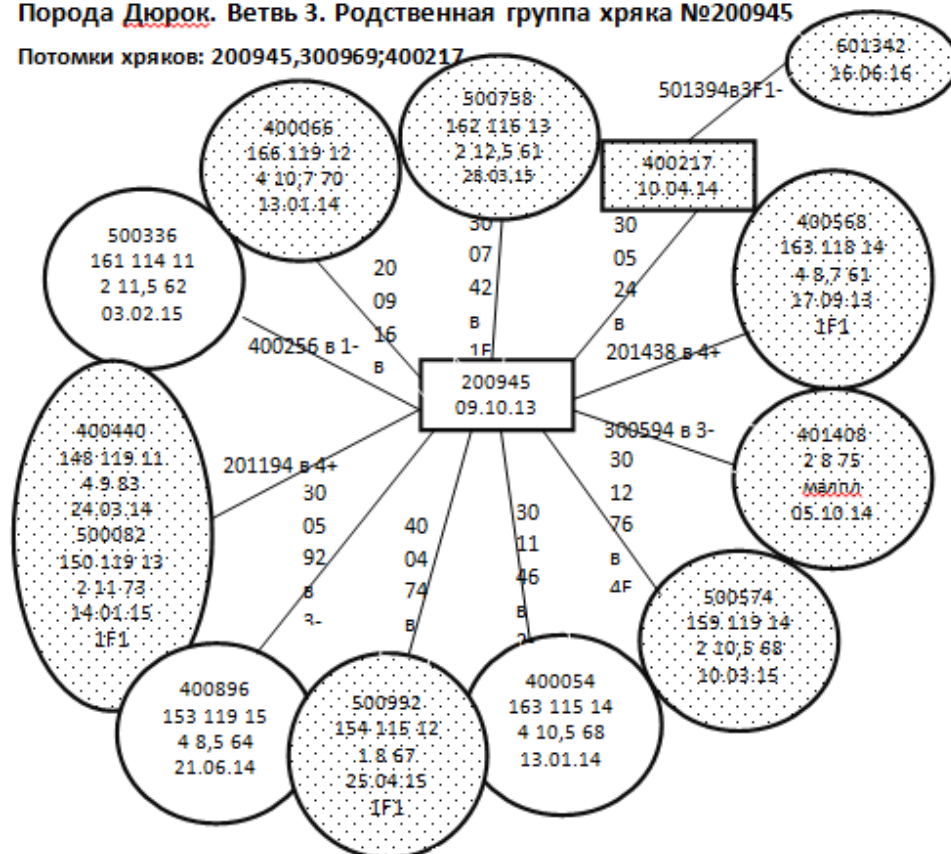 Порода Дюрок. Ветвь 3. Родственная группа хряка №200945
Потомки хряков: 200945,300969;400217
601342
16.06.16
501394в3F1-
500758
162 116 13
2 12,5 61
28.03.15
400066
166 119 12
4 10,7 70
13.01.14
400217
10.04.14
400568
163 118 14
4 8,7 61
17.09.13
1F1
500336
161 114 11
2 11,5 62
03.02.15
20
09
16
в
30
07
42
в
1F
30
05
24
в
400256 в 1-
201438 в 4+
200945
09.10.13
300594 в 3-
401408
2 8 75
малпл
05.10.14
400440
148 119 11
4 9 83
24.03.14
500082
150 119 13
2 11 73
14.01.15
1F1
201194 в 4+
30
05
92
в
3-
40
04
74
в
30
11
46
в
30
12
76
в
4F
500574
159 119 14
2 10,5 68
10.03.15
400896
153 119 15
4 8,5 64
21.06.14
500992
154 115 12
1 8 67
25.04.15
1F1
400054
163 115 14
4 10,5 68
13.01.14